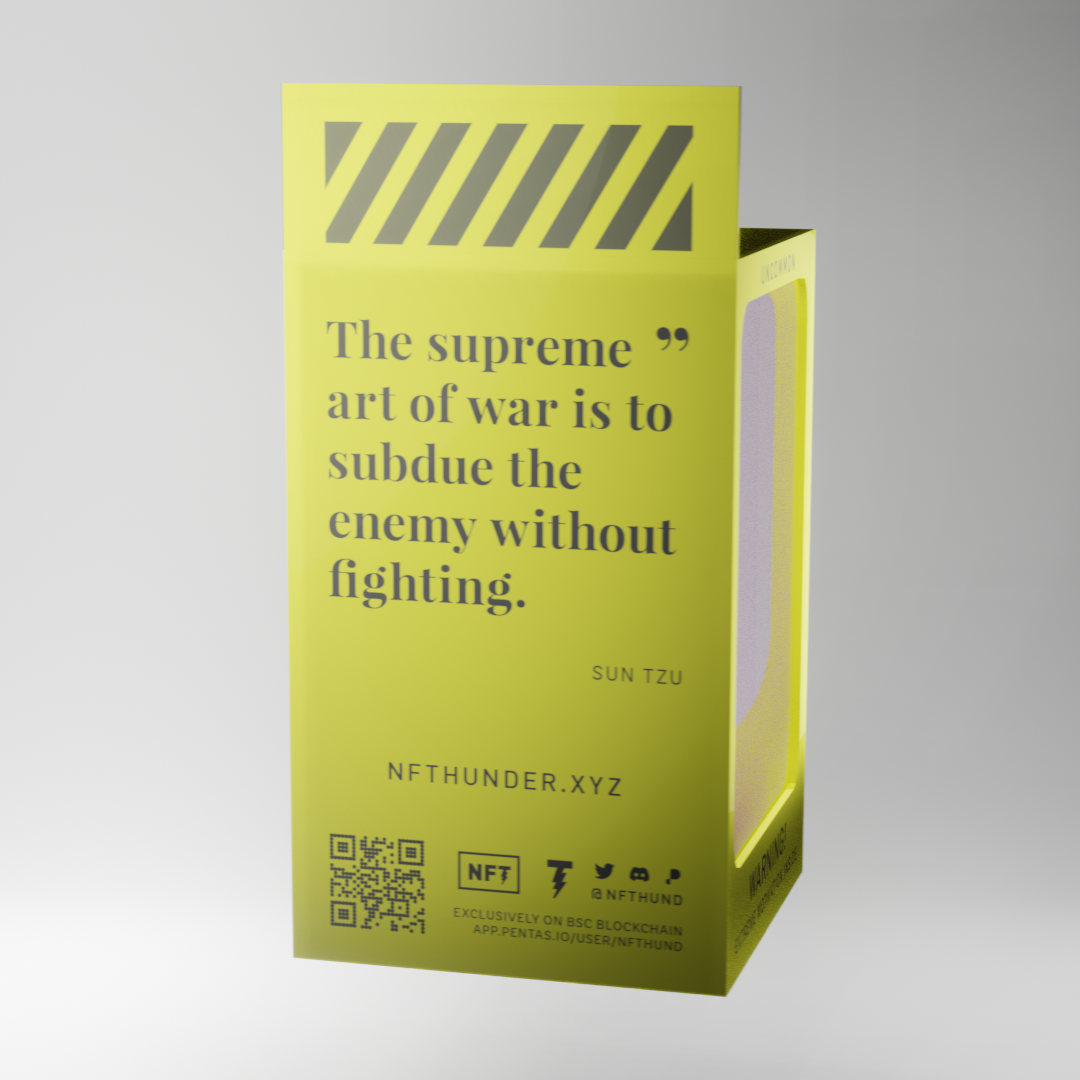 The supreme ”
art of war is to
subdue the
enemy without
fighting.
SUN TZU
NFTHUNDER.XYZ
NFT
@NFTHUND
EXCLUSIVELY ON BSC BLOCKCHAIN
APP.PENTAS.IO/USER/NFTHUND
UNCOMMON
WARNING!